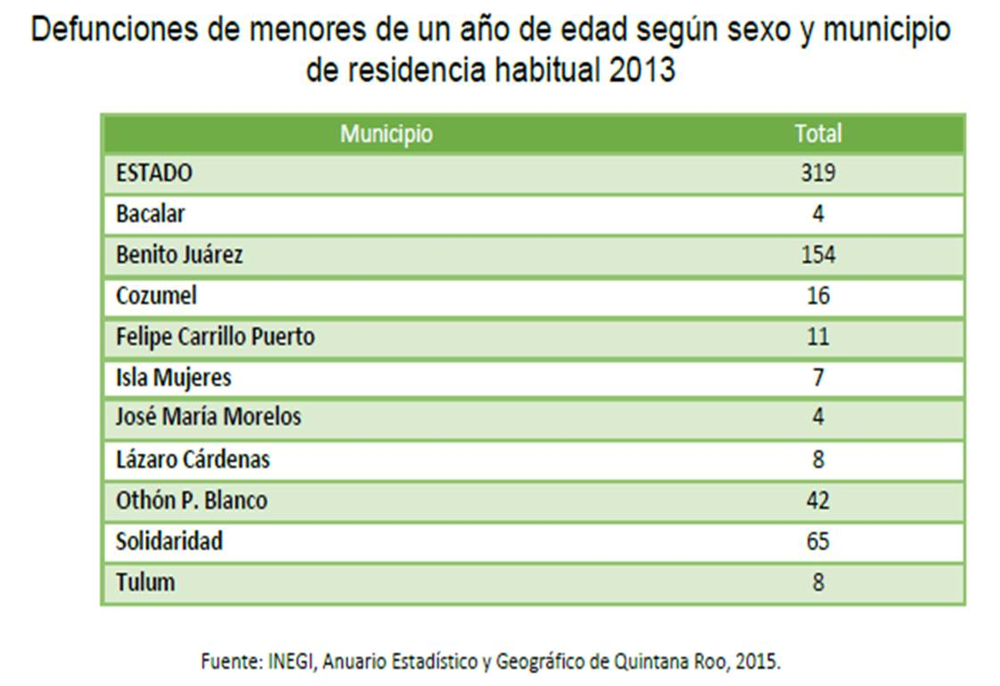 Defunciones de menores de un año de edad según sexo y municipio
de residencia habitual 2013
Municipio Total
ESTADO 319
Bacalar 4
Benito Juárez 154
Cozumel 16
Felipe Carrillo Puerto 11
Isla Mujeres 7
José María Morelos 4
Lázaro Cárdenas 8
Othón P. Blanco 42
Solidaridad 65
Tulum 8
Fuente: INEGI, Anuario Estadístico y Geográfico de Quintana Roo, 2015.